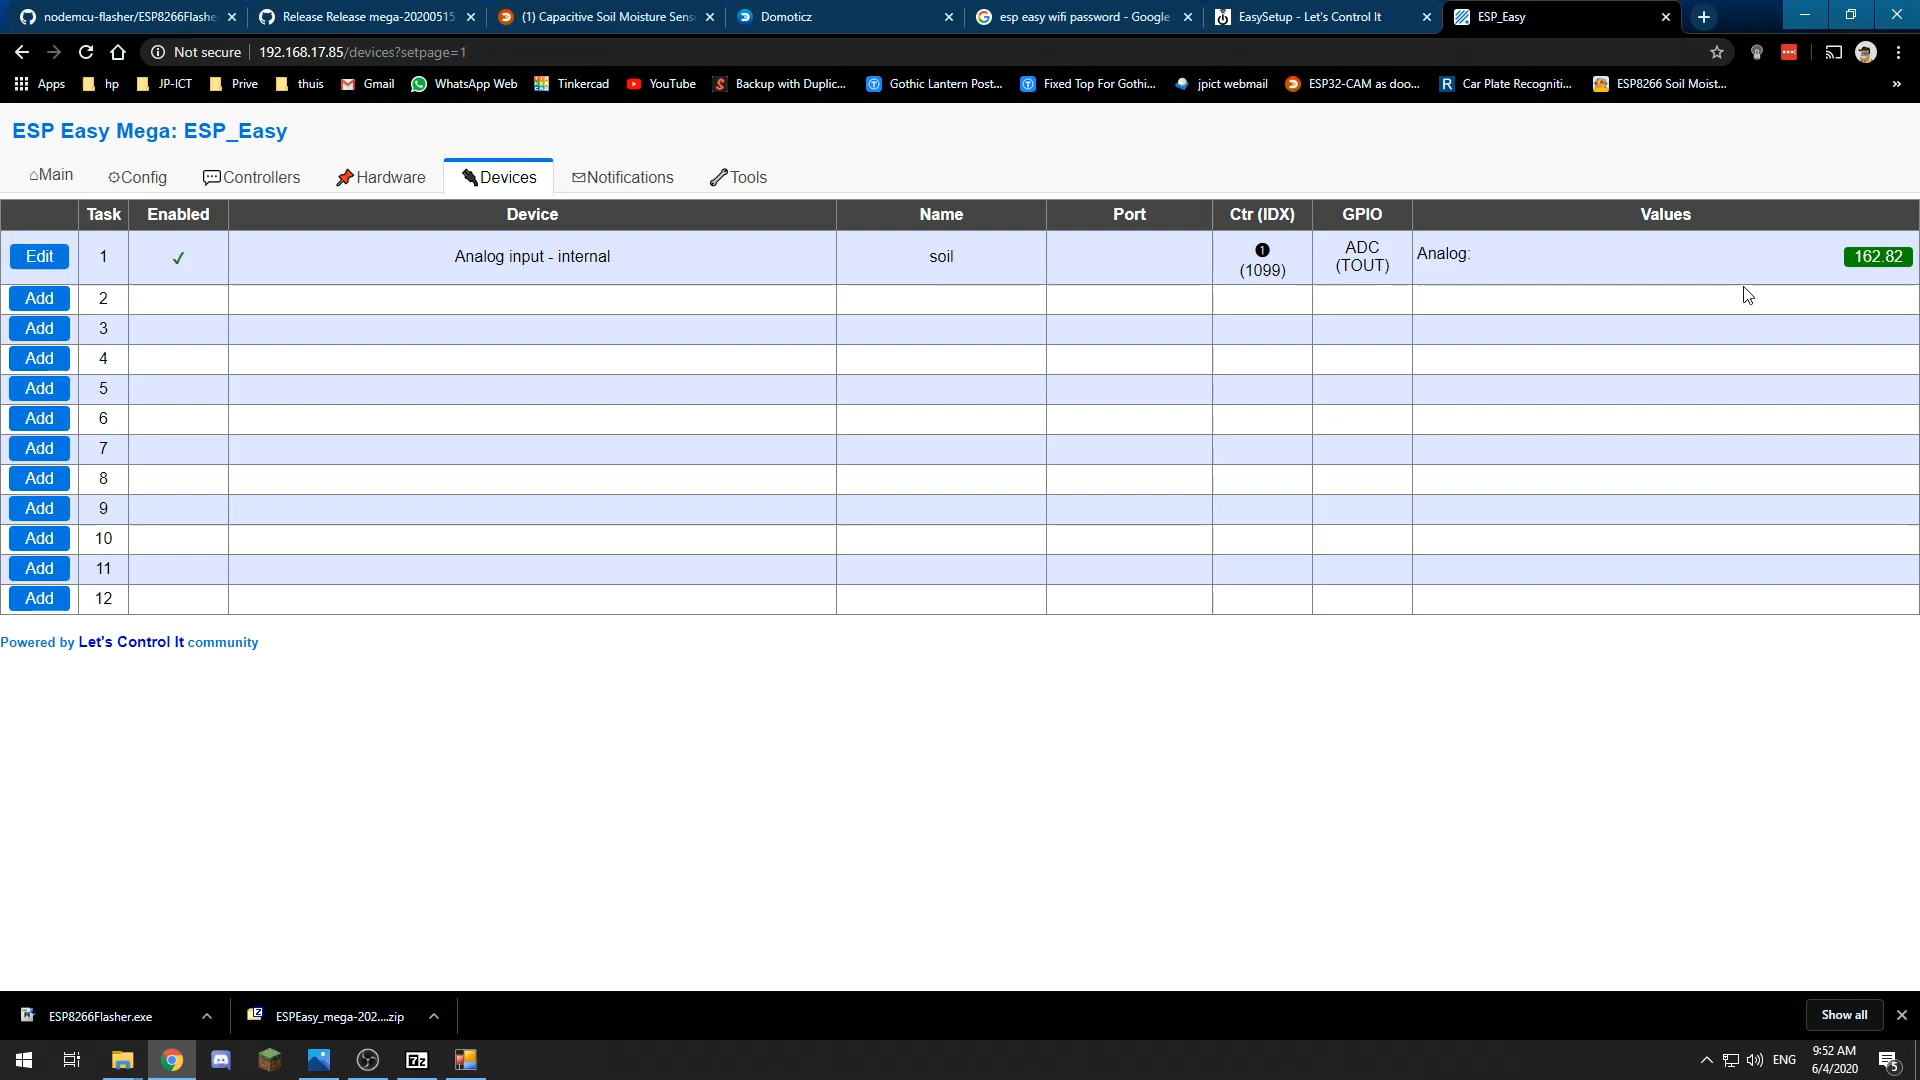 nodemcu-flasher/ESP8266Flasher
Release Release mega-20200515
(1) Capacitive Soil Moisture Sens
Domoticz
esp easy wifi password - Google
EasySetup - Let's Control It
ESP_Easy
Not secure
192.168.17.85/devices?setpage=1
Apps
hp
JP-ICT
Prive
thuis
Gmail
WhatsApp Web
Tinkercad
YouTube
Backup with Duplic...
Gothic Lantern Post...
Fixed Top For Gothi...
jpict webmail
ESP32-CAM as doo...
Car Plate Recogniti...
ESP8266 Soil Moist...
»
ESP Easy Mega: ESP_Easy
Main
Config
Controllers
Hardware
Devices
Notifications
Tools
Task Enabled Device Name Port Ctr (IDX) GPIO Values
Edit 1 ✓ Analog input - internal soil ❶ (1099) ADC (TOUT) Analog: 162.82
Add 2
Add 3
Add 4
Add 5
Add 6
Add 7
Add 8
Add 9
Add 10
Add 11
Add 12
Powered by Let's Control It community
ESP8266Flasher.exe
ESPEasy_mega-202....zip
Show all
ENG
9:52 AM
6/4/2020
5